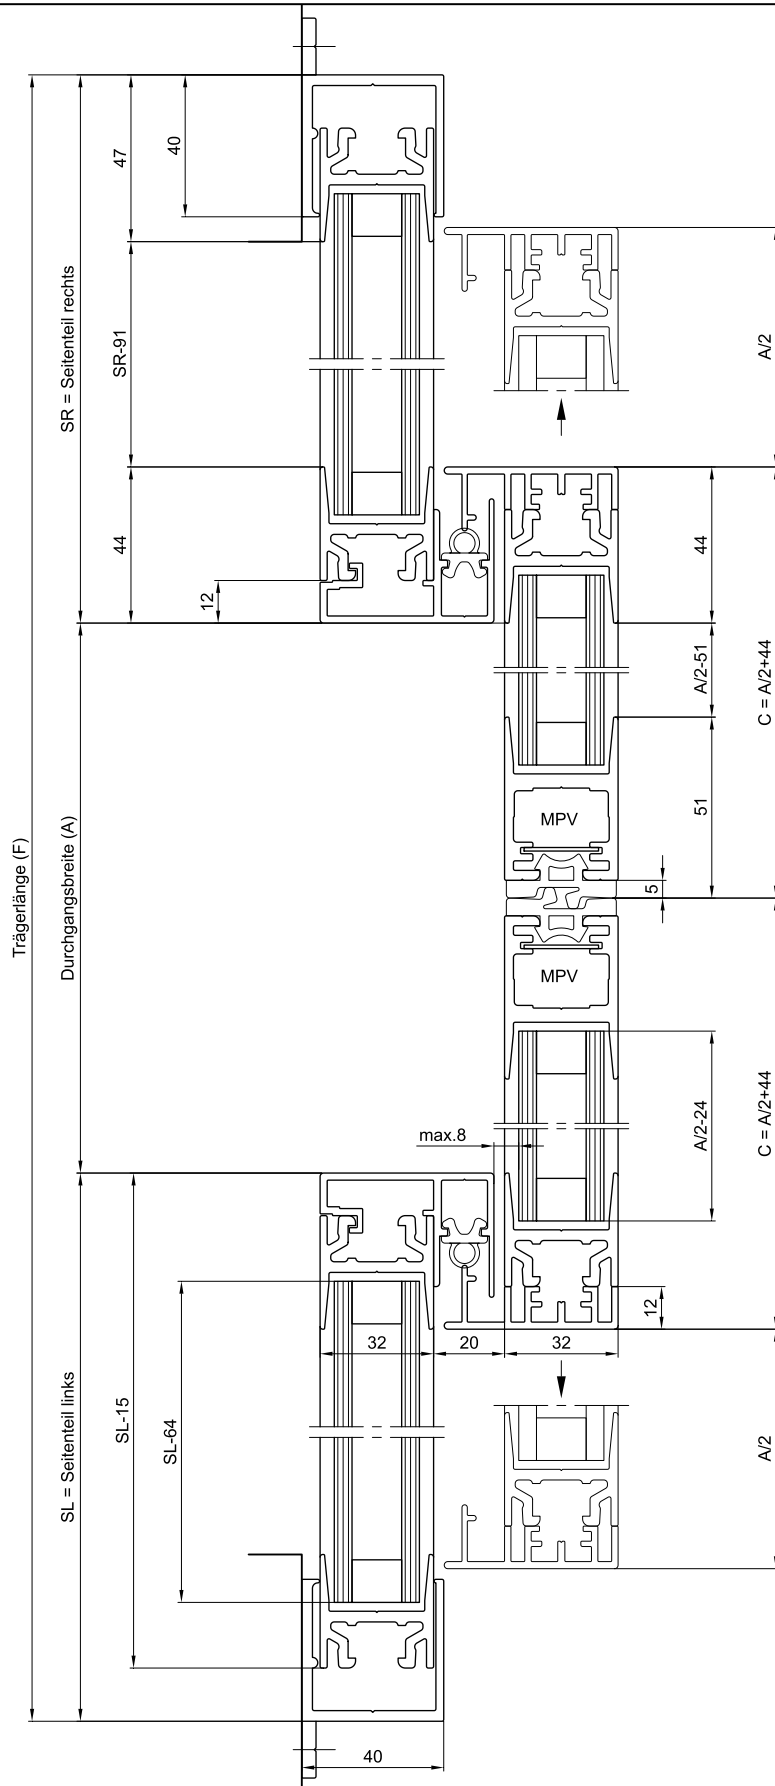 40
47
SR = Seitenteil rechts
SR-91
A/2
44
44
12
A/2-51
C = A/2+44
51
MPV
5
Trägerlänge (F)
Durchgangsbreite (A)
MPV
A/2-24
C = A/2+44
max.8
12
32
20
32
SL = Seitenteil links
SL-15
SL-64
A/2
40